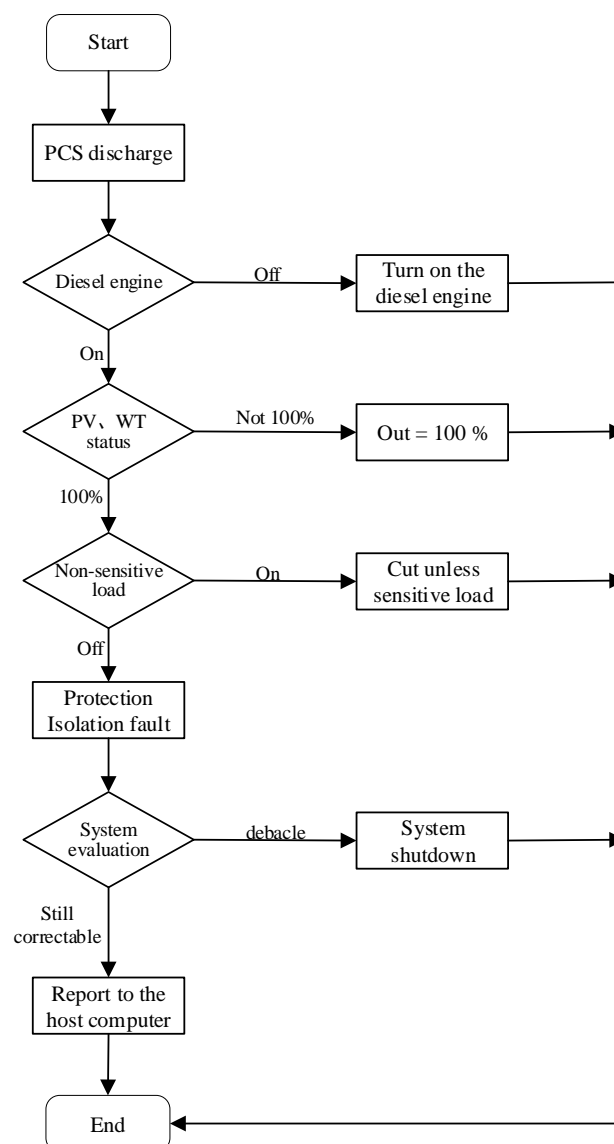 Start
PCS discharge
Diesel engine
Off
Turn on the
diesel engine
On
PV、WT
status
Not 100%
Out = 100 %
100%
Non-sensitive
load
On
Cut unless
sensitive load
Off
Protection
Isolation fault
System
evaluation
debacle
System
shutdown
Still
correctable
Report to the
host computer
End